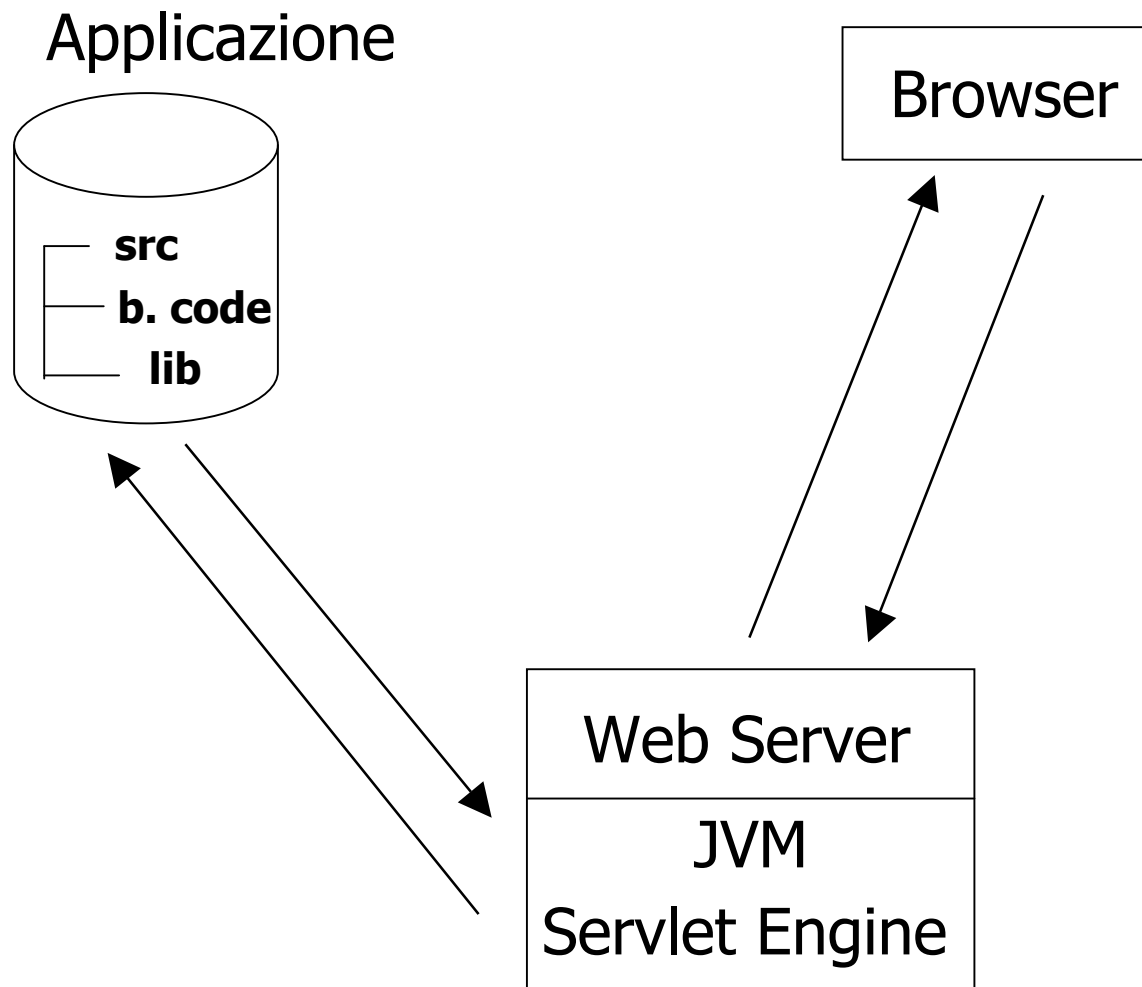 Applicazione
Browser
src
b. code
lib
Web Server
JVM
Servlet Engine